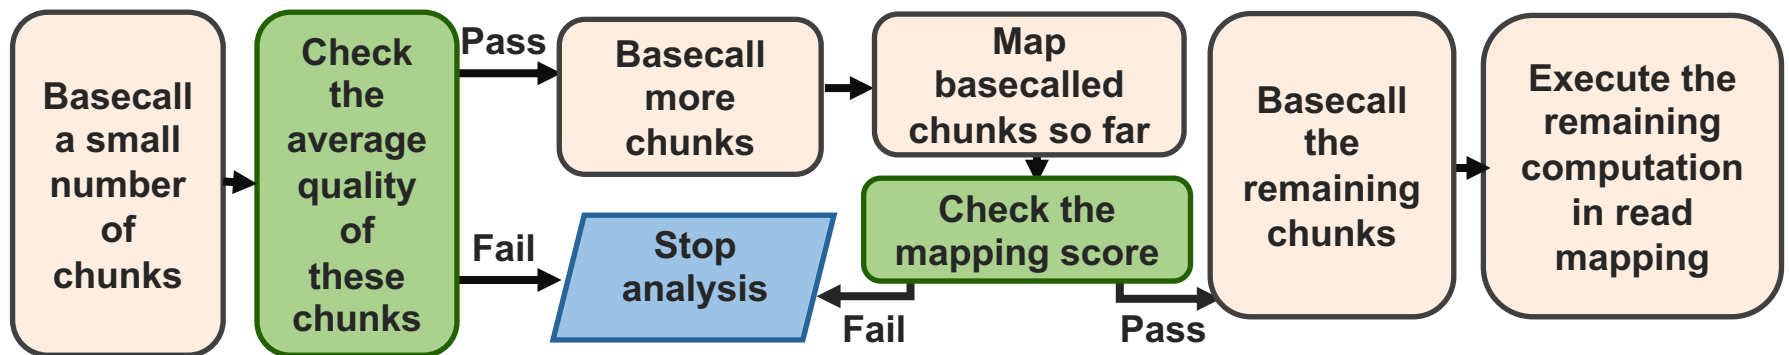 Basecall
a small
number
of
chunks
Check
the
average
quality
of
these
chunks
Pass
Basecall
more
chunks
Map
basecalled
chunks so far
Fail
Stop
analysis
Check the
mapping score
Fail
Pass
Basecall
the
remaining
chunks
Execute the
remaining
computation
in read
mapping